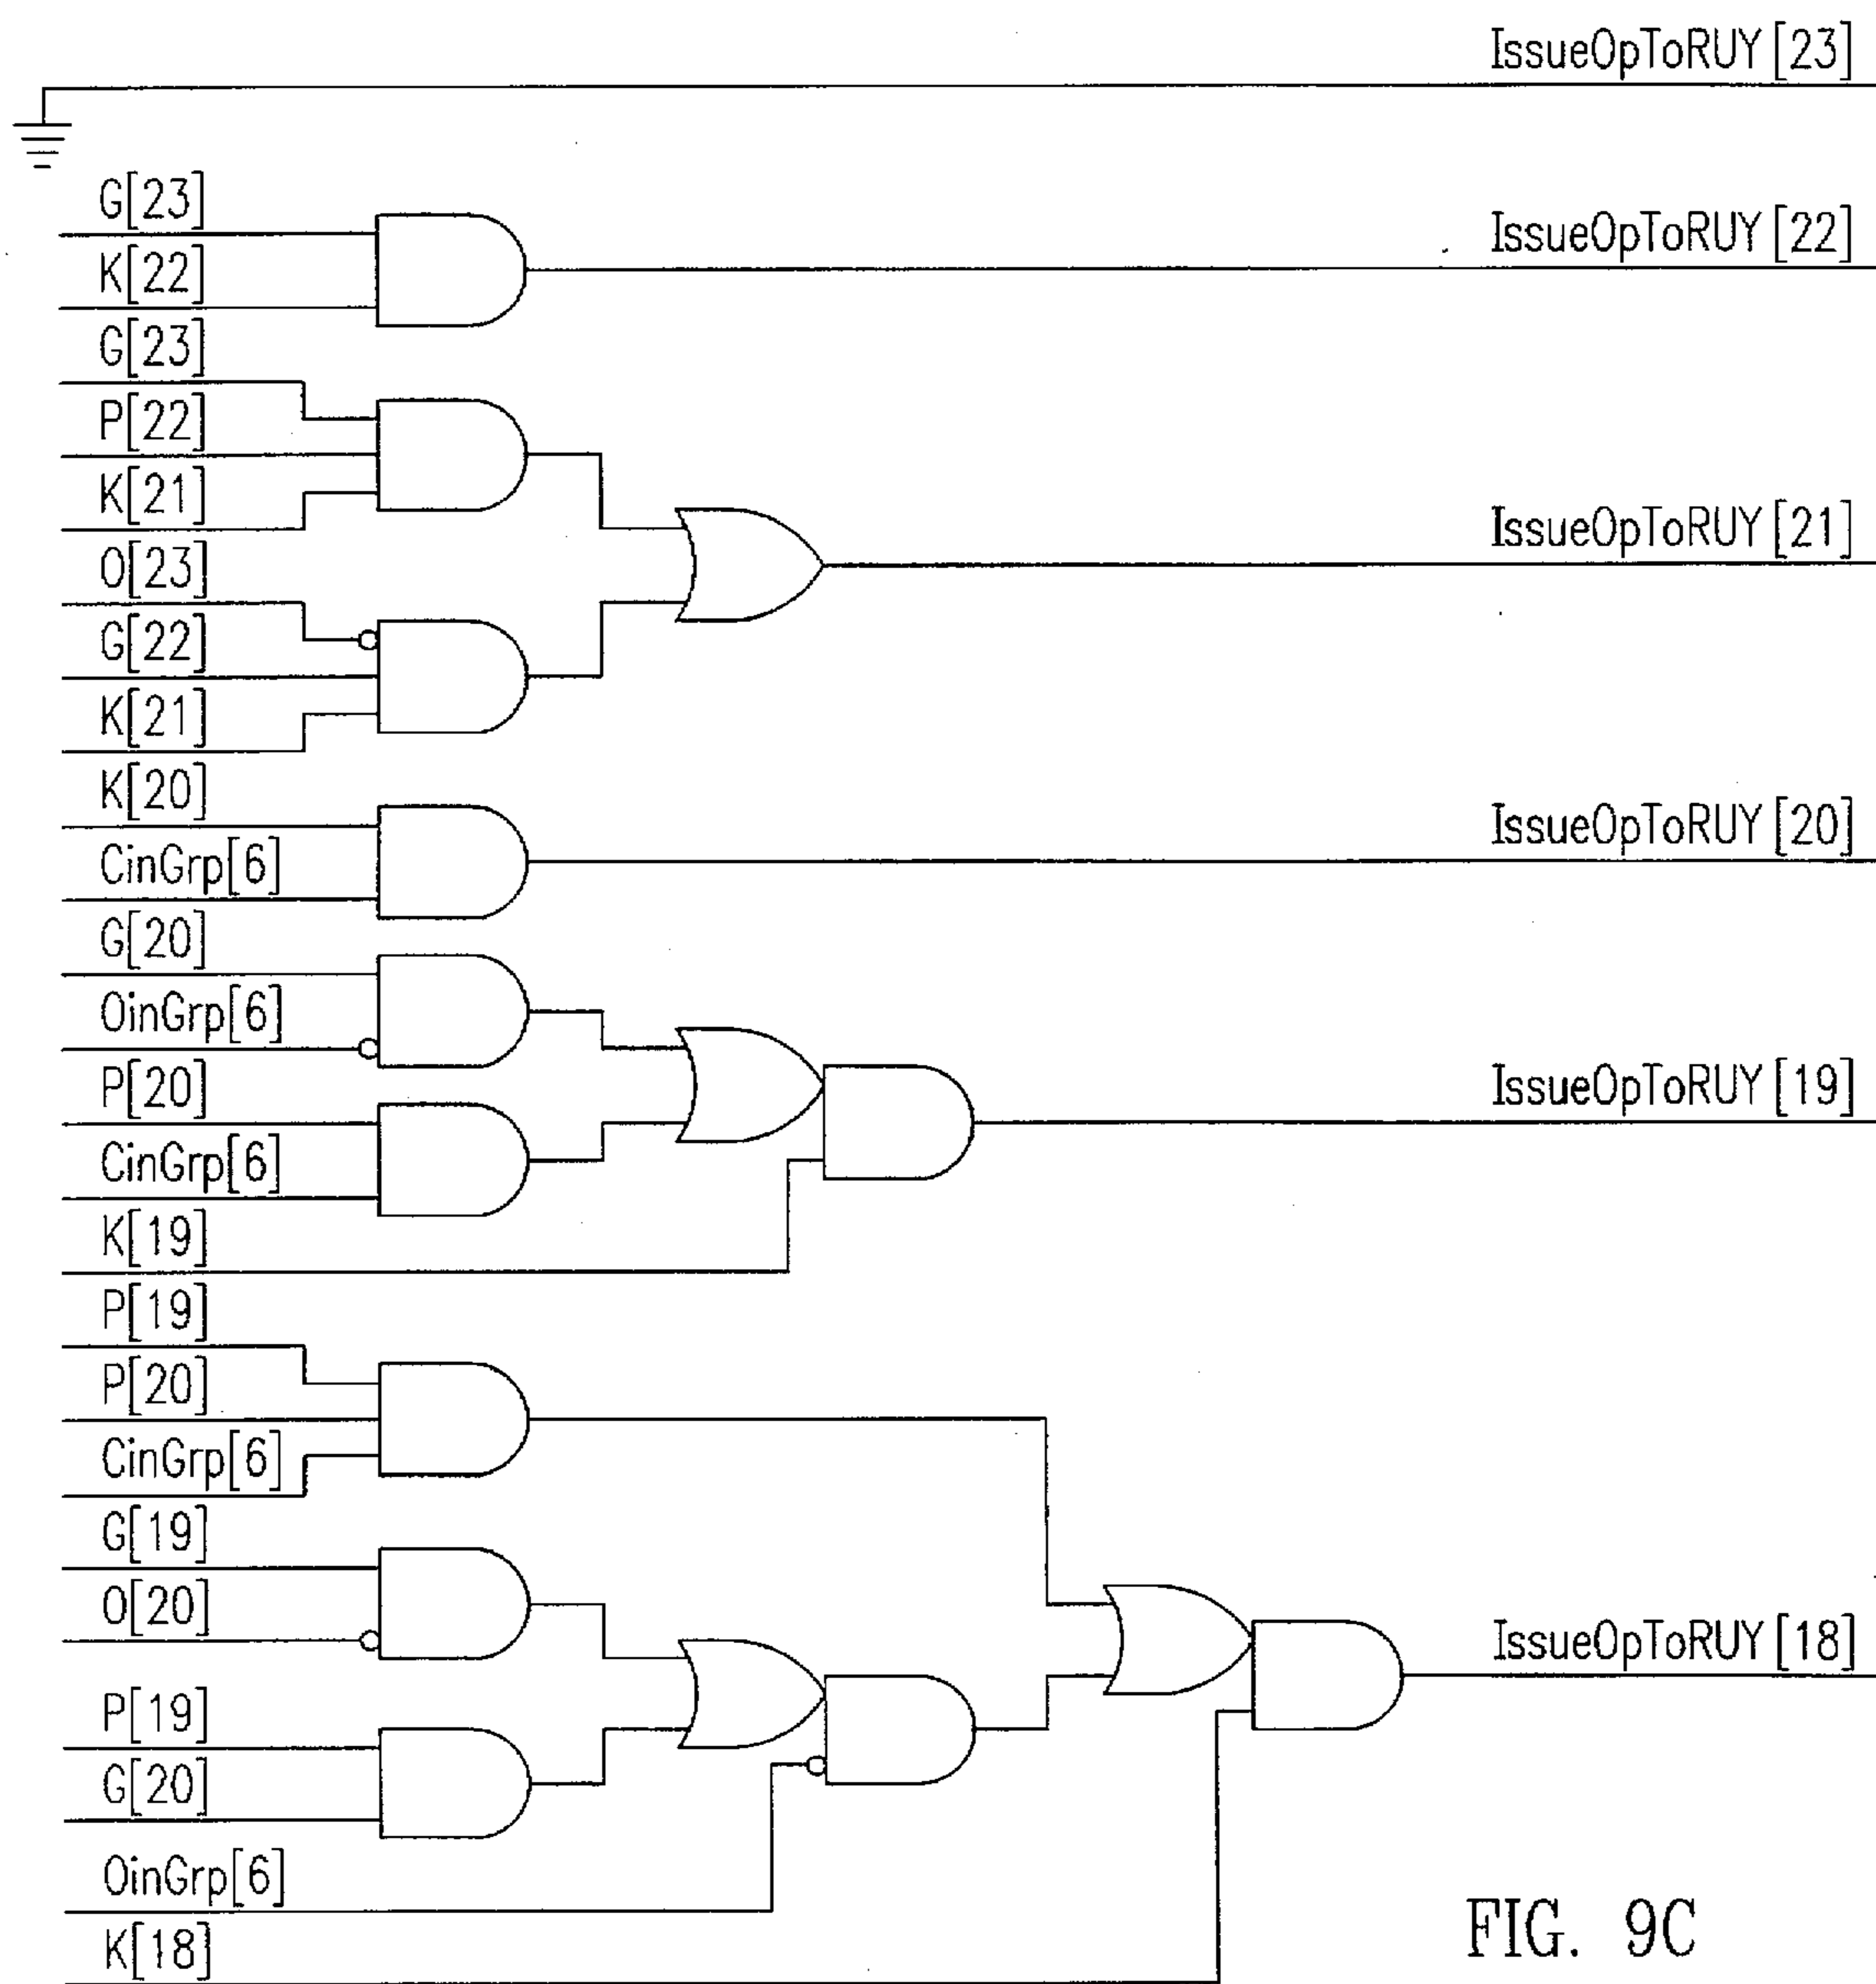 IssueOpToRUY[23]
G[23]
IssueOpToRUY[22]
K[22]
G[23]
P[22]
K[21]
IssueOpToRUY[21]
O[23]
G[22]
K[21]
K[20]
IssueOpToRUY[20]
CinGrp[6]
G[20]
OinGrp[6]
P[20]
IssueOpToRUY[19]
CinGrp[6]
K[19]
P[19]
P[20]
CinGrp[6]
G[19]
O[20]
IssueOpToRUY[18]
P[19]
G[20]
OinGrp[6]
K[18]
FIG. 9C